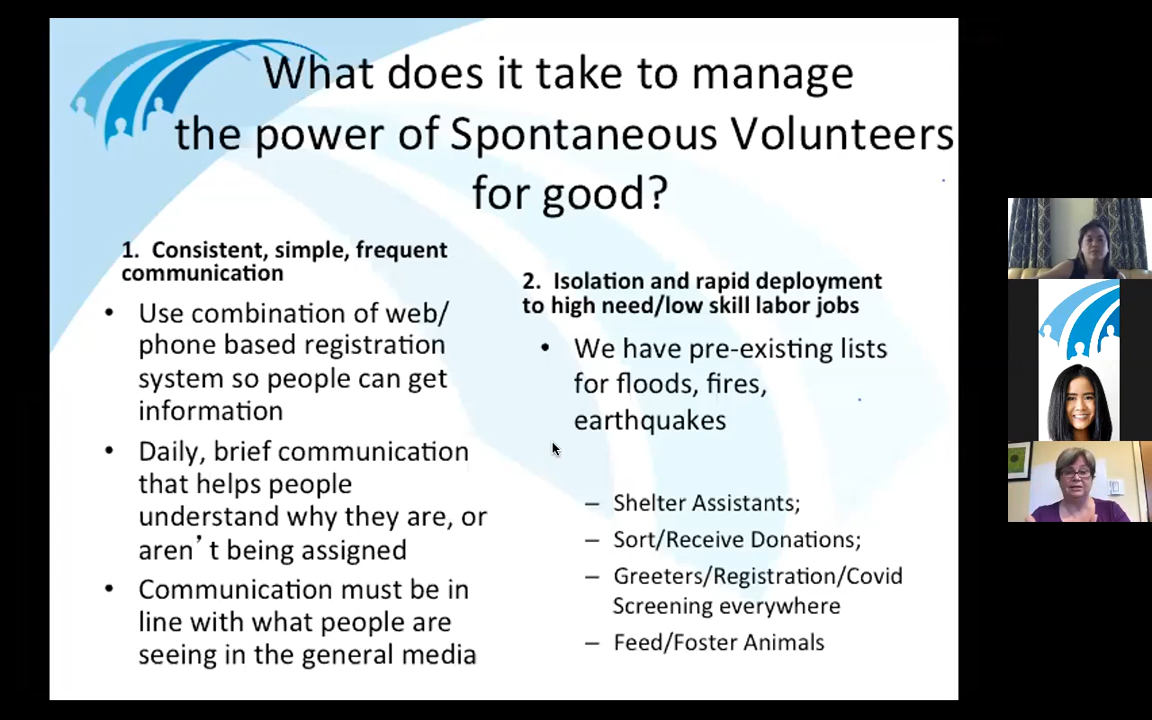 What does it take to manage
the power of Spontaneous Volunteers
for good?
1. Consistent, simple, frequent
communication
• Use combination of web/
phone based registration
system so people can get
information
• Daily, brief communication
that helps people
understand why they are, or
aren't being assigned
• Communication must be in
line with what people are
seeing in the general media
2. Isolation and rapid deployment
to high need/low skill labor jobs
• We have pre-existing lists
for floods, fires,
earthquakes
– Shelter Assistants;
– Sort/Receive Donations;
– Greeters/Registration/Covid
Screening everywhere
– Feed/Foster Animals